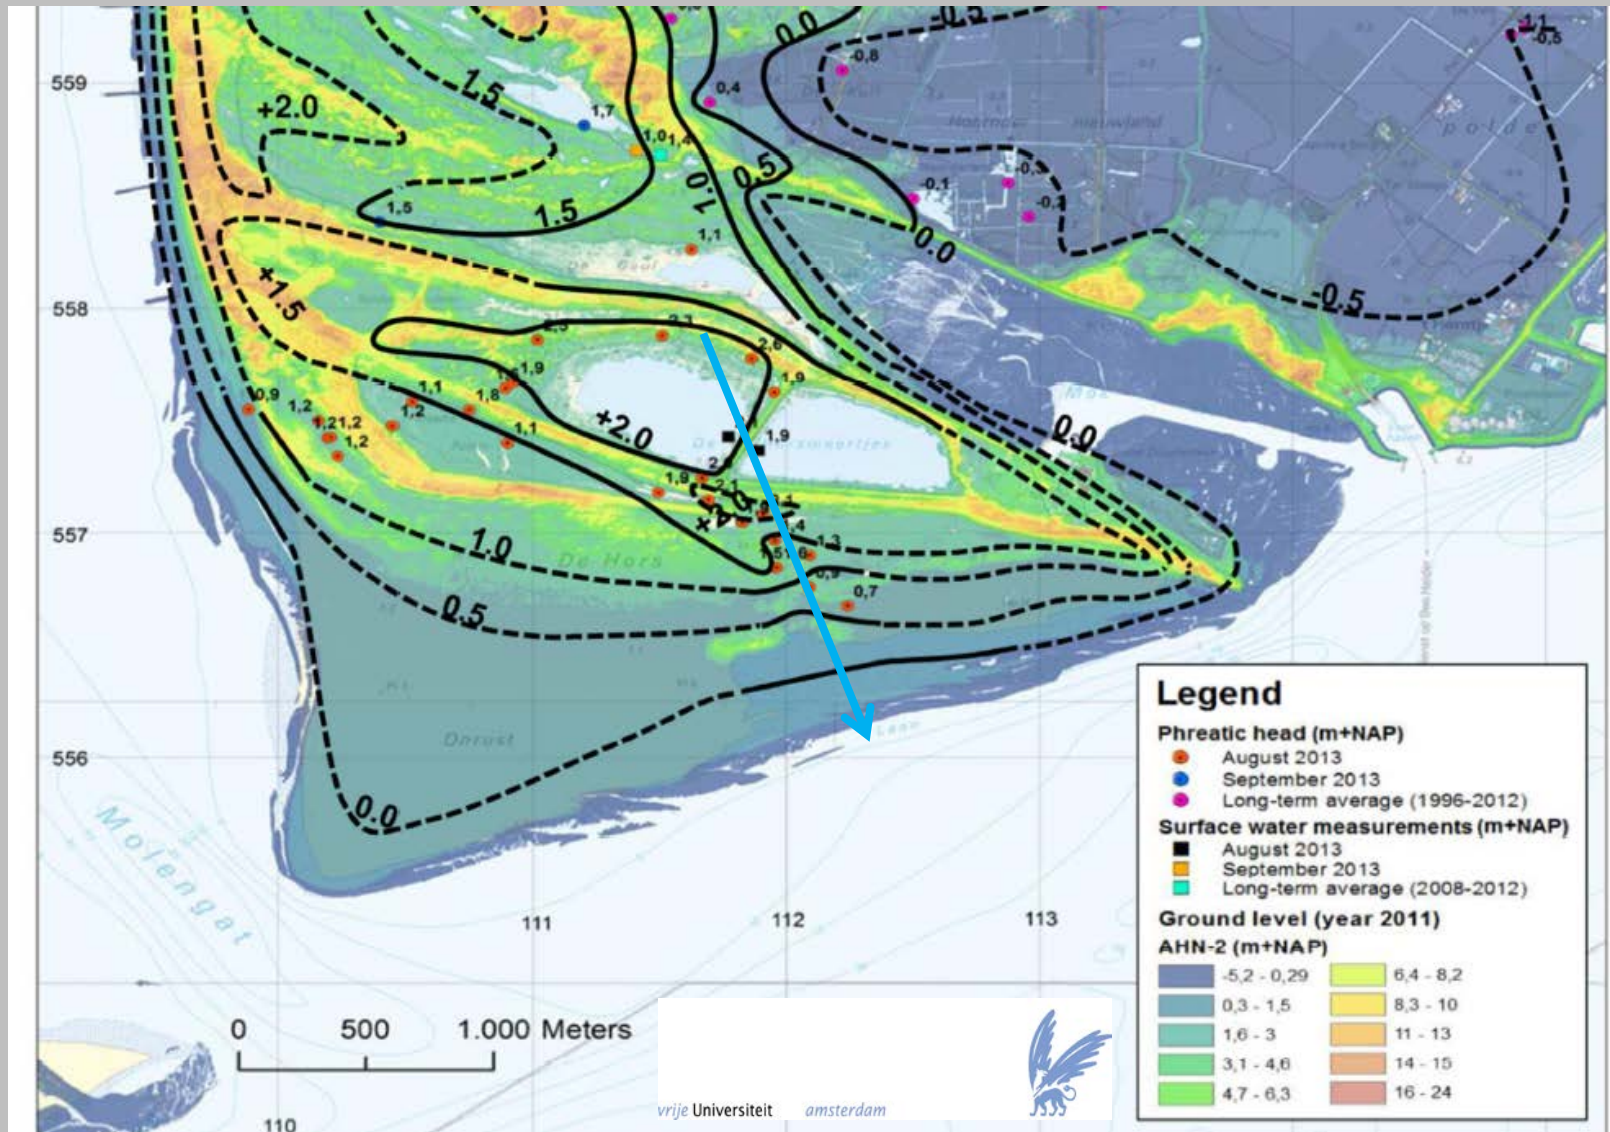 -0.5
0.0
1,1
-0,5
-0,8
559
1.5
0,4
+2.0
1,7
1,0
1,4
polde
0.5
1.0
-0,1
1,5
1.5
0.0
1,1
+1.5
-0.5
558
2,3
2,6
1,9
1,9
0,9
1,1
1,8
1,2
1,2
1,2
1,2
1,1
+2.0
0.0
1,9
1,9
2,1
557
1.0
De Hors
1,3
0,9
0,7
0.5
Onrust
556
0.0
Molengat
111
112
113
0 500 1.000 Meters
110
vrije Universiteit amsterdam
Legend
Phreatic head (m+NAP)
August 2013
September 2013
Long-term average (1996-2012)
Surface water measurements (m+NAP)
August 2013
September 2013
Long-term average (2008-2012)
Ground level (year 2011)
AHN-2 (m+NAP)
-5,2 - 0,29 6,4 - 8,2
0,3 - 1,5 8,3 - 10
1,6 - 3 11 - 13
3,1 - 4,6 14 - 15
4,7 - 6,3 16 - 24